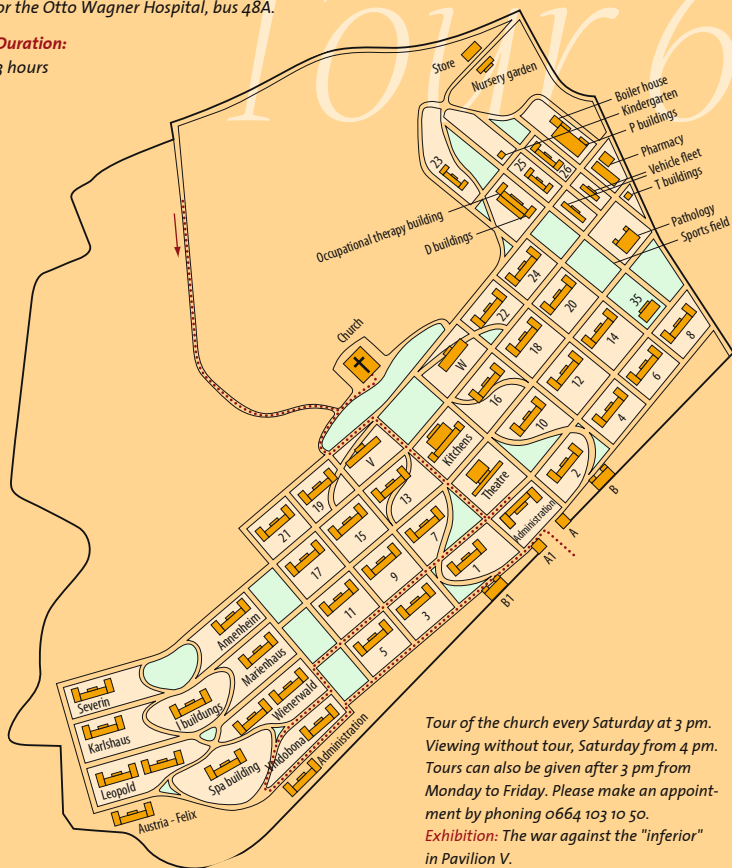 or the Otto Wagner Hospital, bus 48A.
Duration:
3 hours
Tour 6
Store
Nursery garden
Boiler house
Kindergarten
P buildings
Pharmacy
Vehicle fleet
T buildings
Pathology
Sports field
23
25
26
Occupational therapy building
D buildings
24
22
20
18
35
14
8
Church
W
16
12
6
10
4
Kitchens
Theatre
2
B
V
13
19
21
15
7
Administration
A
A1
17
9
1
B1
11
3
5
Annenheim
Marienhaus
Severin
I buildungs
Wienerwald
Karlshaus
Vindobona
Administration
Leopold
Spa building
Austria - Felix
Tour of the church every Saturday at 3 pm.
Viewing without tour, Saturday from 4 pm.
Tours can also be given after 3 pm from
Monday to Friday. Please make an appoint-
ment by phoning 0664 103 10 50.
Exhibition: The war against the "inferior"
in Pavilion V.